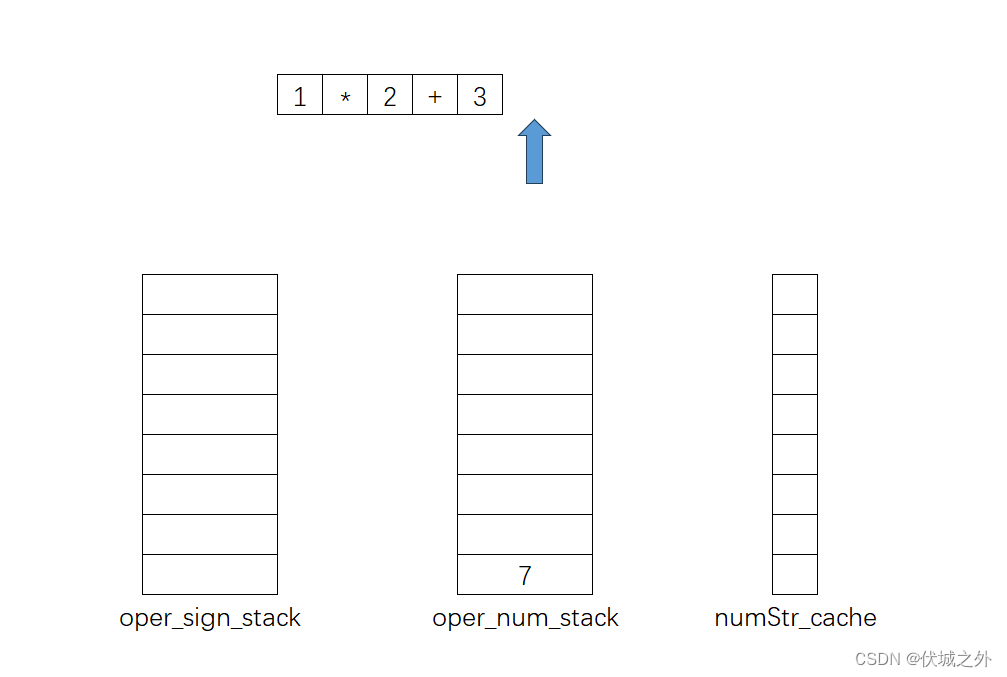 1 * 2 + 3
7
oper_sign_stack oper_num_stack numStr_cache
CSDN @伏城之外